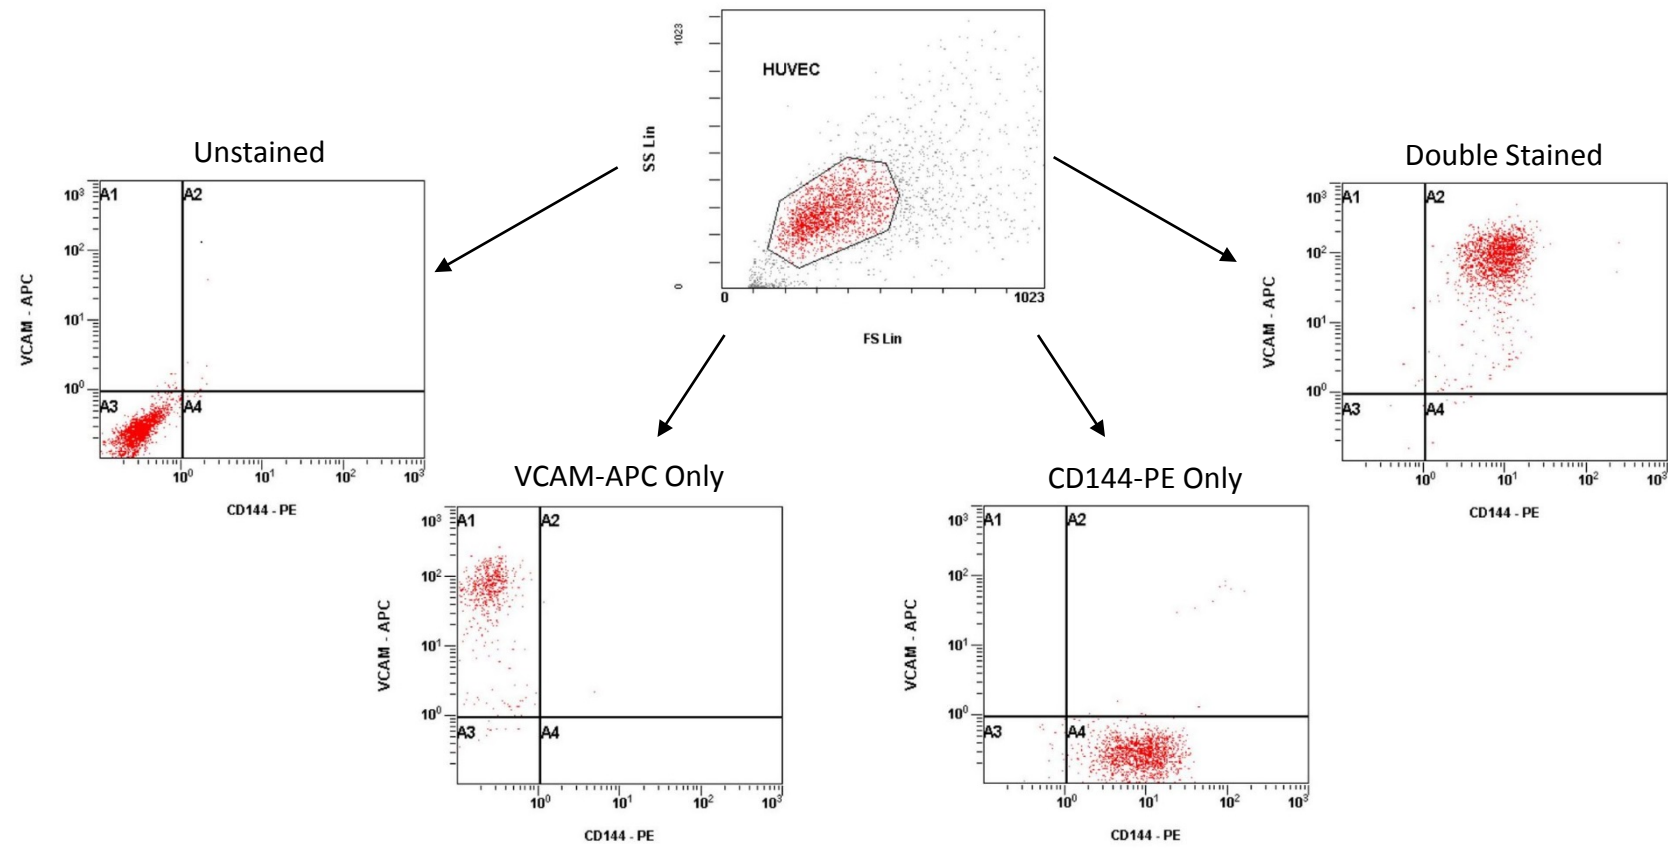 1023
HUVEC
SS Lin
0
0 1023
FS Lin
Unstained
10³ A1 A2
10²
VCAM - APC
10¹
10⁰
A3 A4
10⁰ 10¹ 10² 10³
CD144 - PE
Double Stained
10³ A1 A2
10²
VCAM - APC
10¹
10⁰
A3 A4
10⁰ 10¹ 10² 10³
CD144 - PE
VCAM-APC Only
10³ A1 A2
10²
VCAM - APC
10¹
10⁰
A3 A4
10⁰ 10¹ 10² 10³
CD144 - PE
CD144-PE Only
10³ A1 A2
10²
VCAM - APC
10¹
10⁰
A3 A4
10⁰ 10¹ 10² 10³
CD144 - PE